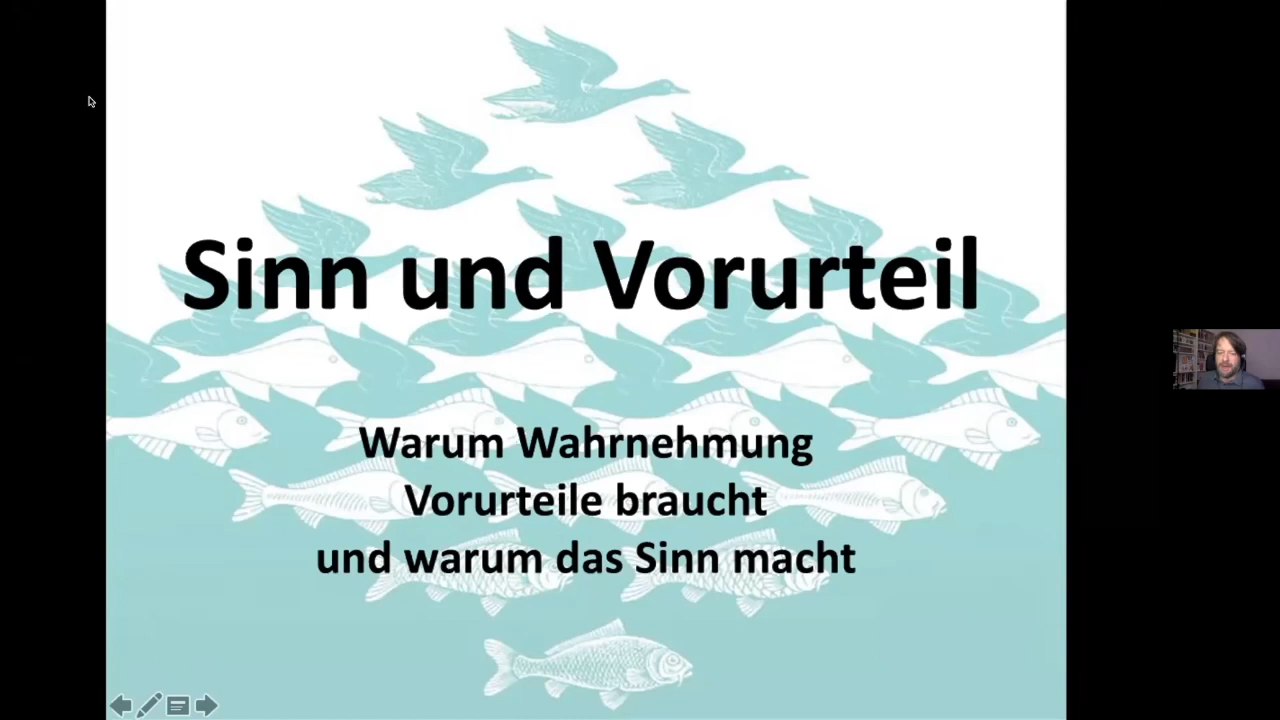 Sinn und Vorurteil
Warum Wahrnehmung
Vorurteile braucht
und warum das Sinn macht